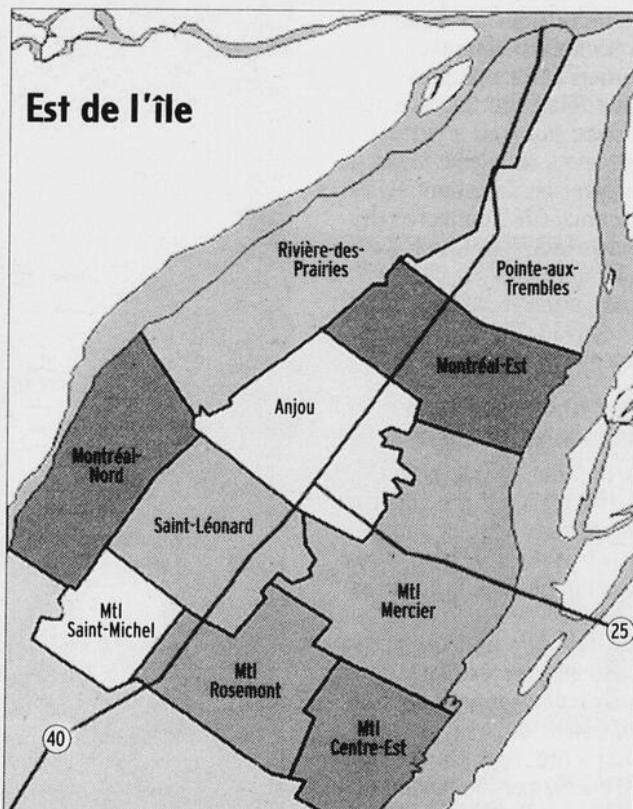 Est de l'île
Rivière-des-
Prairies
Pointe-aux-
Trembles
Montréal-Est
Anjou
Montréal-
Nord
Saint-Léonard
Mtl
Saint-Michel
Mtl
Mercier
25
Mtl
Rosemont
Mtl
Centre-Est
40